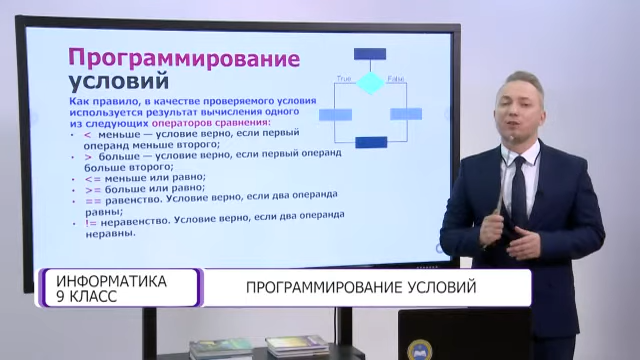 Программирование
условий
Как правило, в качестве проверяемого условия
используется результат вычисления одного
из следующих операторов сравнения:
• < меньше — условие верно, если первый
операнд меньше второго;
• > больше — условие верно, если первый операнд
больше второго;
• <= меньше или равно;
• >= больше или равно;
• == равенство. Условие верно, если два операнда
равны;
• != неравенство. Условие верно, если два операнда
неравны.
True False
ИНФОРМАТИКА
9 КЛАСС
ПРОГРАММИРОВАНИЕ УСЛОВИЙ